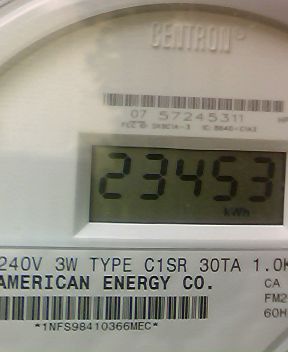 CENTRON®
07 57245311
23453
kWh
240V 3W TYPE C1SR 30TA 1.0K
AMERICAN ENERGY CO.
CA
FM2
60H
*1NFS98410366MEC*